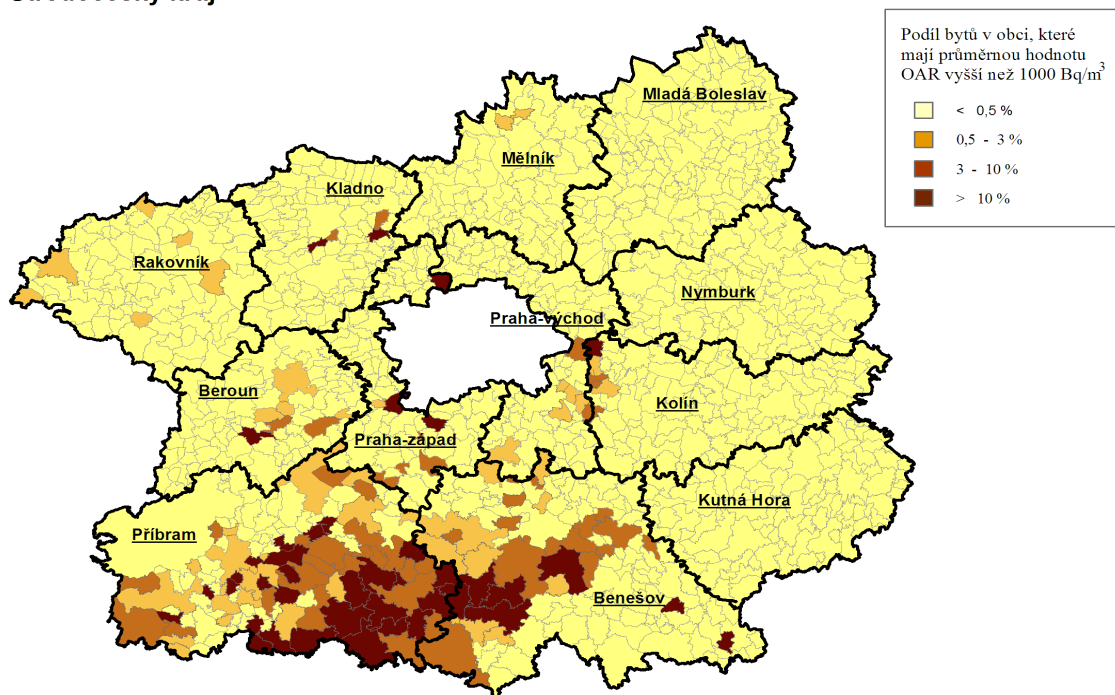 Podíl bytů v obci, které
mají průměrnou hodnotu
OAR vyšší než 1000 Bq/m³
< 0,5 %
0,5 - 3 %
3 - 10 %
> 10 %
Mladá Boleslav
Mělník
Kladno
Rakovník
Nymburk
Praha-východ
Beroun
Kolín
Praha-západ
Kutná Hora
Příbram
Benešov